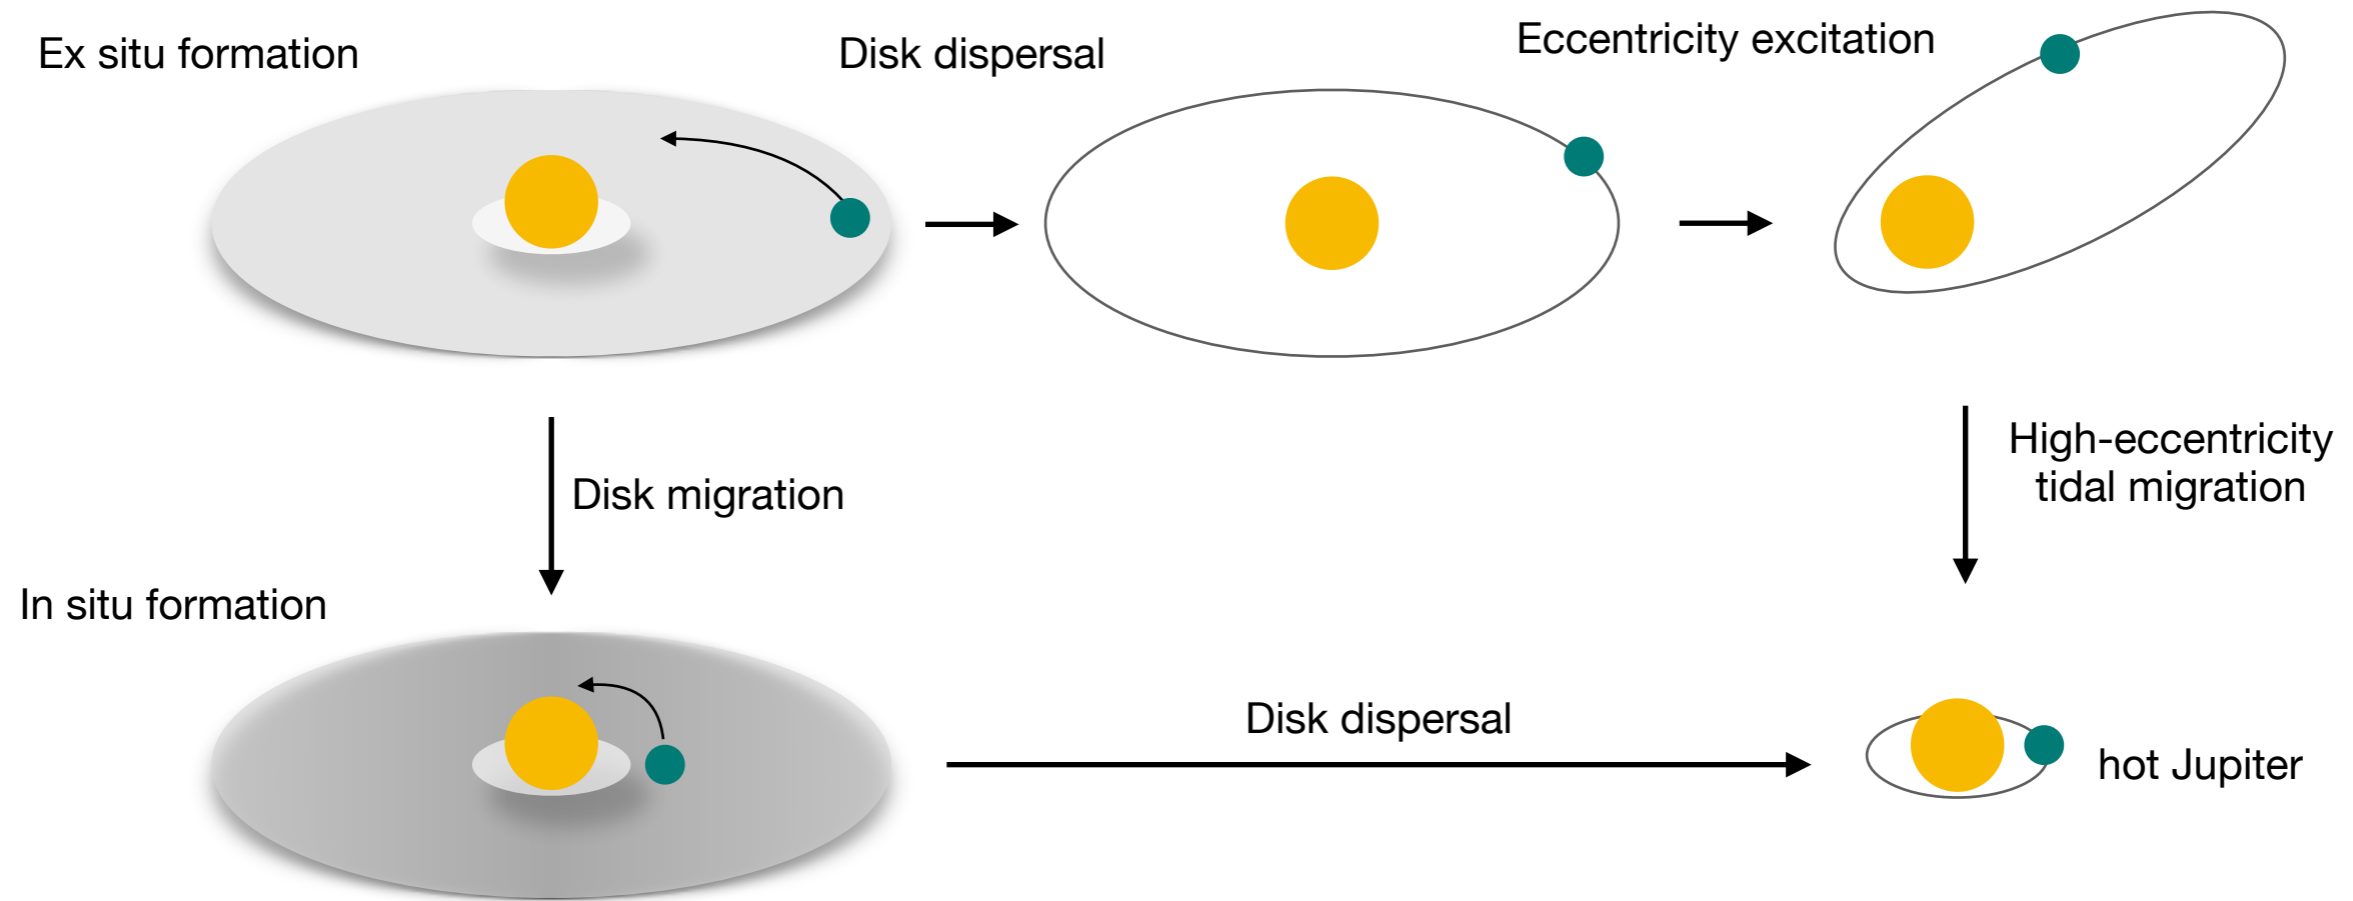 Ex situ formation
Disk dispersal
Eccentricity excitation
Disk migration
High-eccentricity
tidal migration
In situ formation
Disk dispersal
hot Jupiter